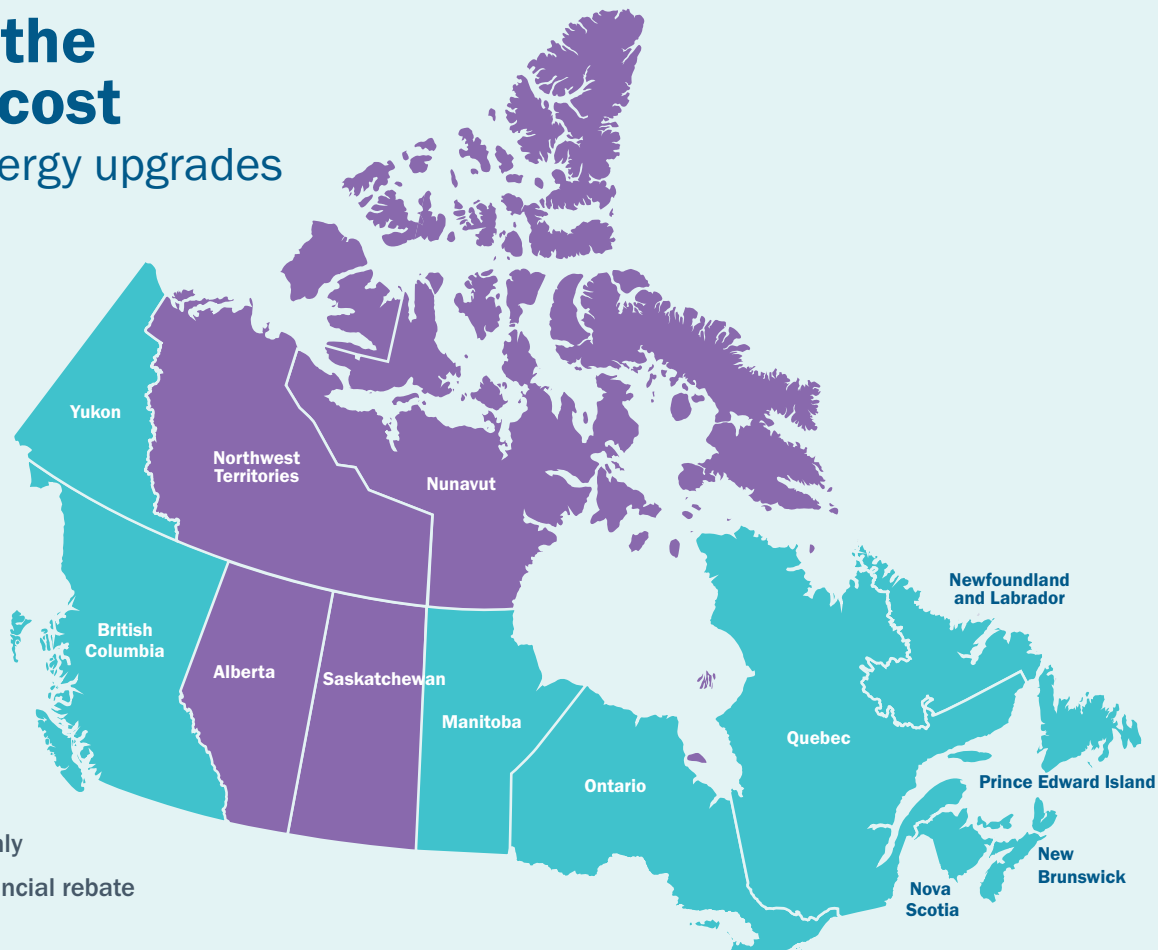 the
cost
ergy upgrades
Yukon
Northwest
Territories
Nunavut
Newfoundland
and Labrador
British
Columbia
Alberta
Saskatchewan
Manitoba
Quebec
Ontario
Prince Edward Island
nly
New
Brunswick
ncial rebate
Nova
Scotia